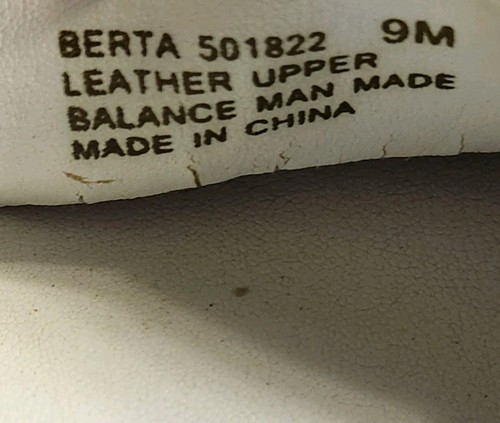 BERTA 501822 9M
LEATHER UPPER
BALANCE MAN MADE
MADE IN CHINA